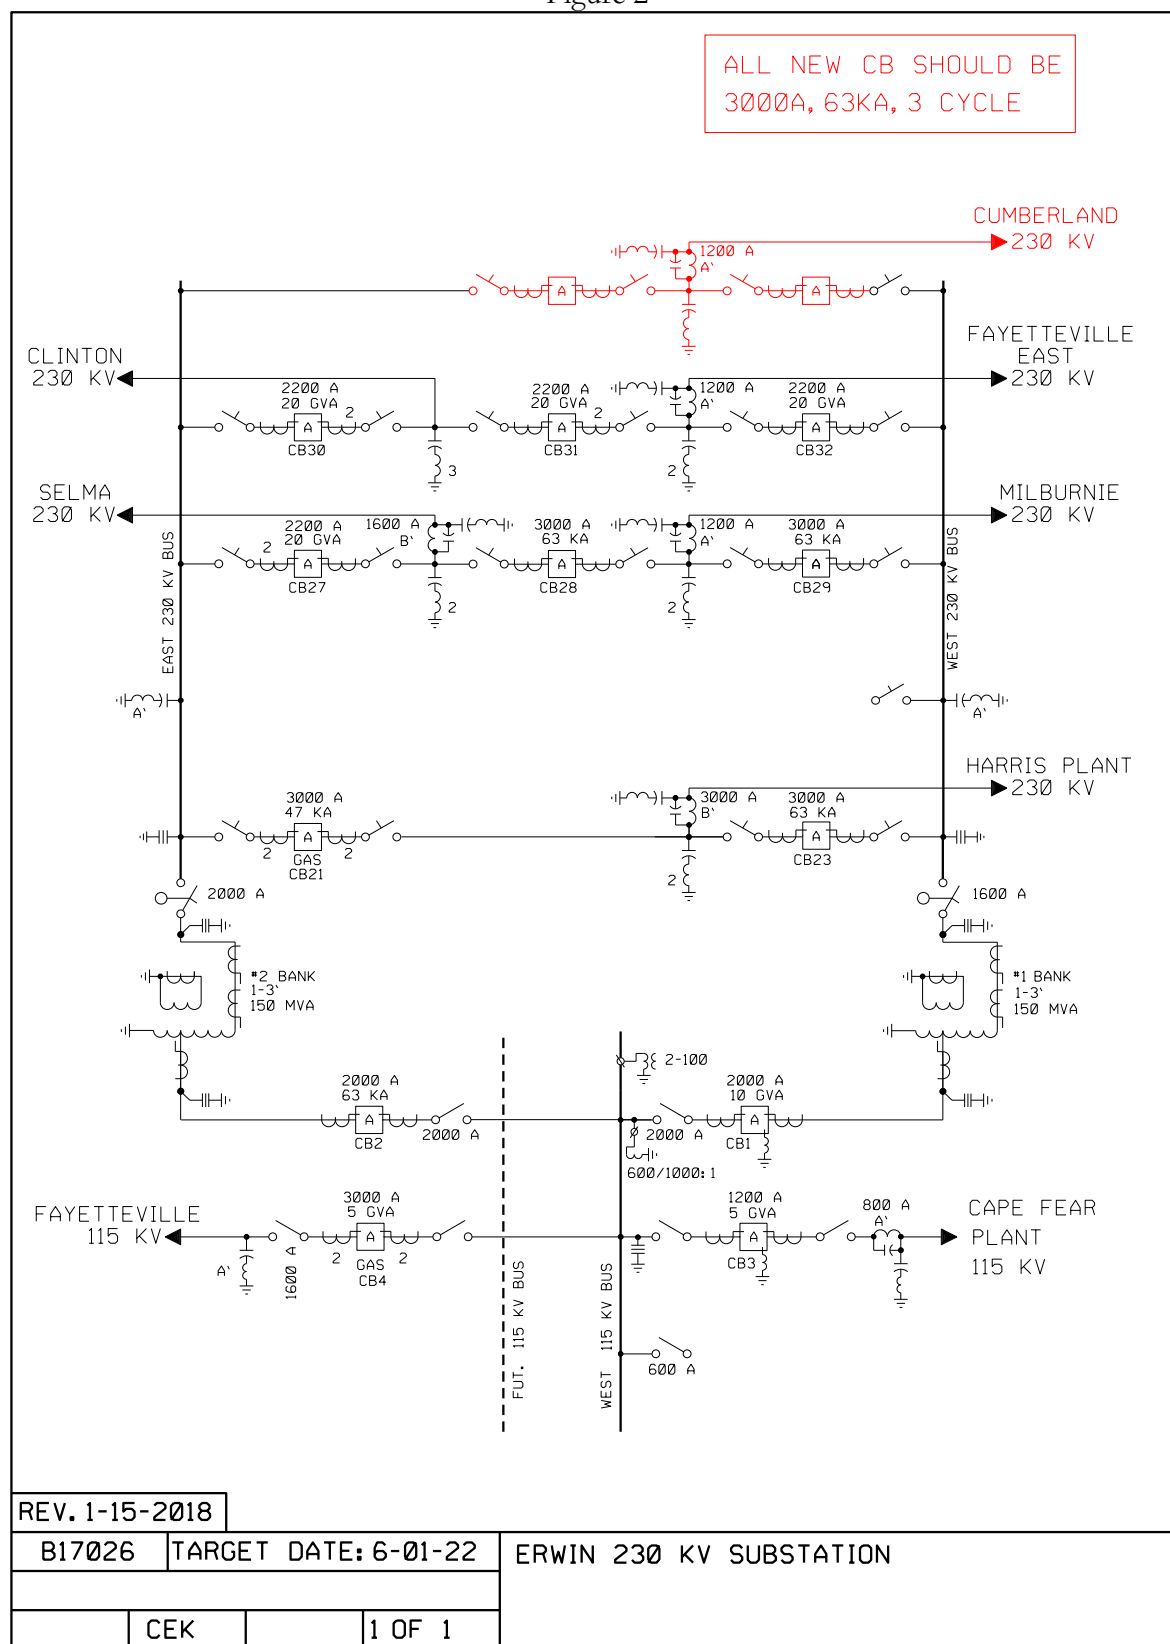 Figure 2
ALL NEW CB SHOULD BE
3000A, 63KA, 3 CYCLE
CUMBERLAND
230 KV
1200 A
A'
A
A
CLINTON
230 KV
FAYETTEVILLE
EAST
230 KV
2200 A
20 GVA
2
A
CB30
3
2200 A
20 GVA
2
A
CB31
1200 A
A'
2
2200 A
20 GVA
A
CB32
SELMA
230 KV
MILBURNIE
230 KV
2200 A
20 GVA
2
A
CB27
1600 A
B'
2
3000 A
63 KA
A
CB28
1200 A
A'
2
3000 A
63 KA
A
CB29
EAST 230 KV BUS
WEST 230 KV BUS
A'
A'
HARRIS PLANT
230 KV
3000 A
47 KA
A
2
2
GAS
CB21
3000 A
B'
2
3000 A
63 KA
A
CB23
2000 A
1600 A
#2 BANK
1-3'
150 MVA
#1 BANK
1-3'
150 MVA
2-100
2000 A
63 KA
A
CB2
2000 A
2000 A
2000 A
10 GVA
A
CB1
600/1000:1
FAYETTEVILLE
115 KV
A'
1600 A
3000 A
5 GVA
A
2
2
GAS
CB4
1200 A
5 GVA
A
CB3
800 A
A'
CAPE FEAR
PLANT
115 KV
FUT. 115 KV BUS
WEST 115 KV BUS
600 A
REV. 1-15-2018
B17026
TARGET DATE: 6-01-22
ERWIN 230 KV SUBSTATION
CEK
1 OF 1